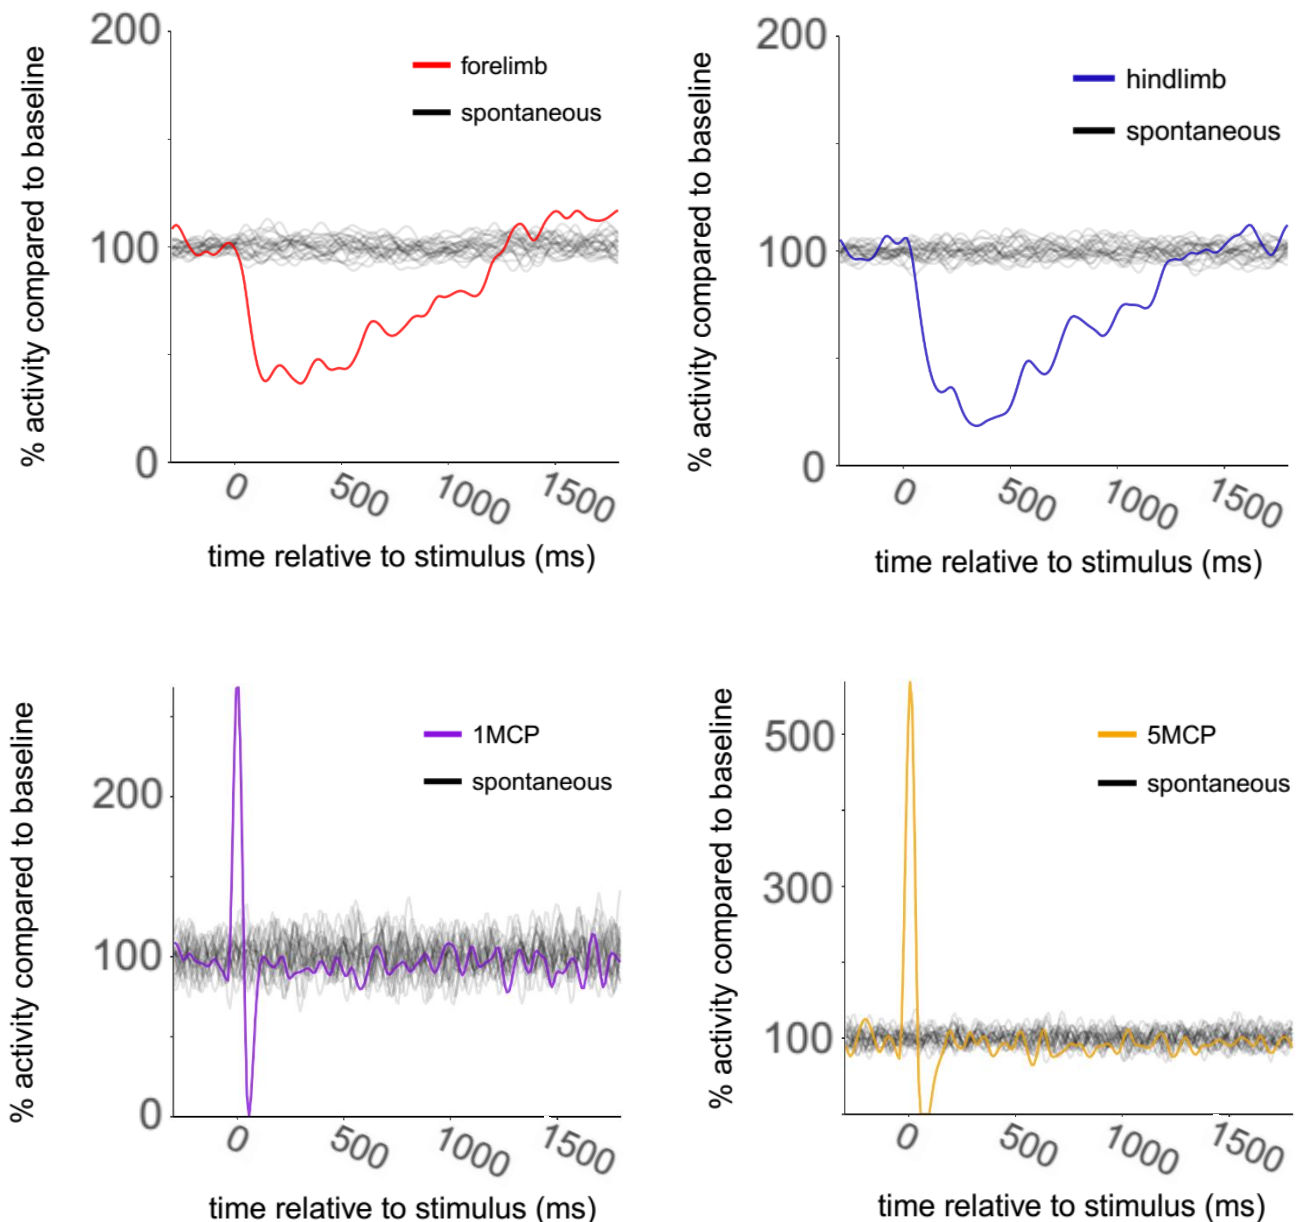 % activity compared to baseline
200
100
0
forelimb
spontaneous
0
500
1000
1500
time relative to stimulus (ms)
% activity compared to baseline
200
100
0
hindlimb
spontaneous
0
500
1000
1500
time relative to stimulus (ms)
% activity compared to baseline
200
100
0
1MCP
spontaneous
0
500
1000
1500
time relative to stimulus (ms)
% activity compared to baseline
500
300
100
5MCP
spontaneous
0
500
1000
1500
time relative to stimulus (ms)